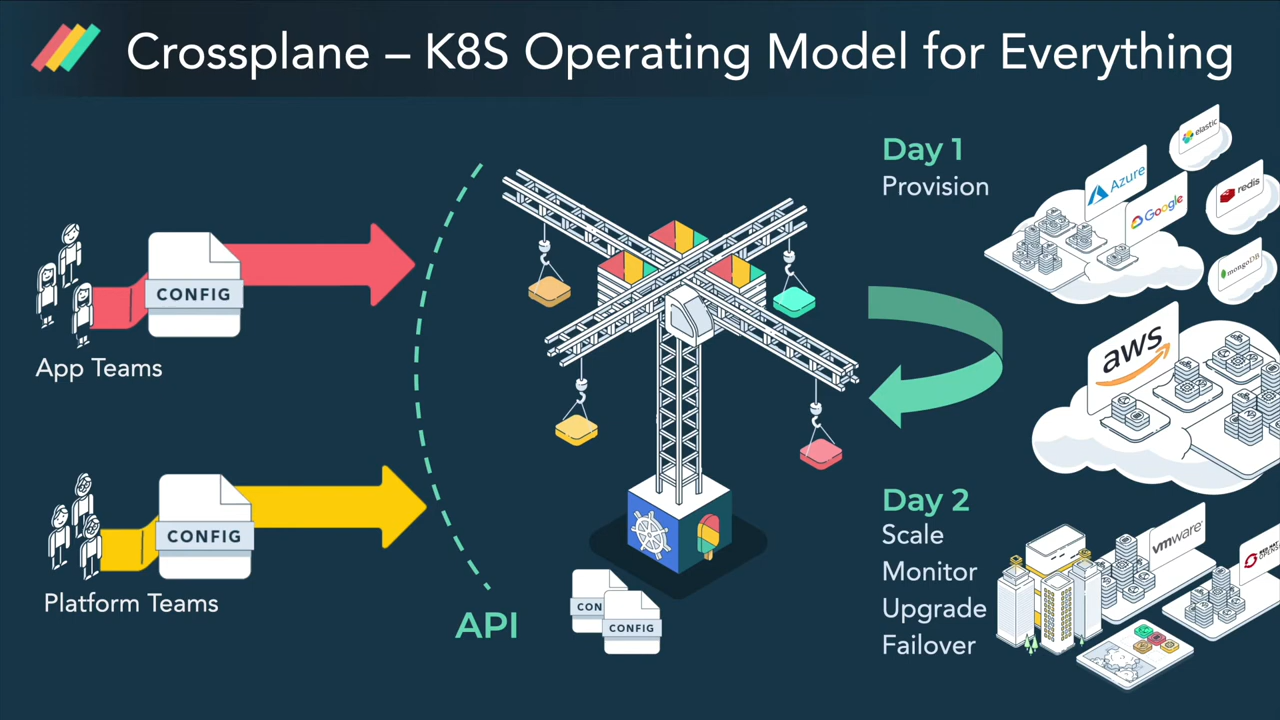 Crossplane – K8S Operating Model for Everything
CONFIG
App Teams
CONFIG
Platform Teams
API
CON
CONFIG
Day 1
Provision
elastic
Azure
Google
redis
mongoDB
aws
Day 2
Scale
Monitor
Upgrade
Failover
vmware